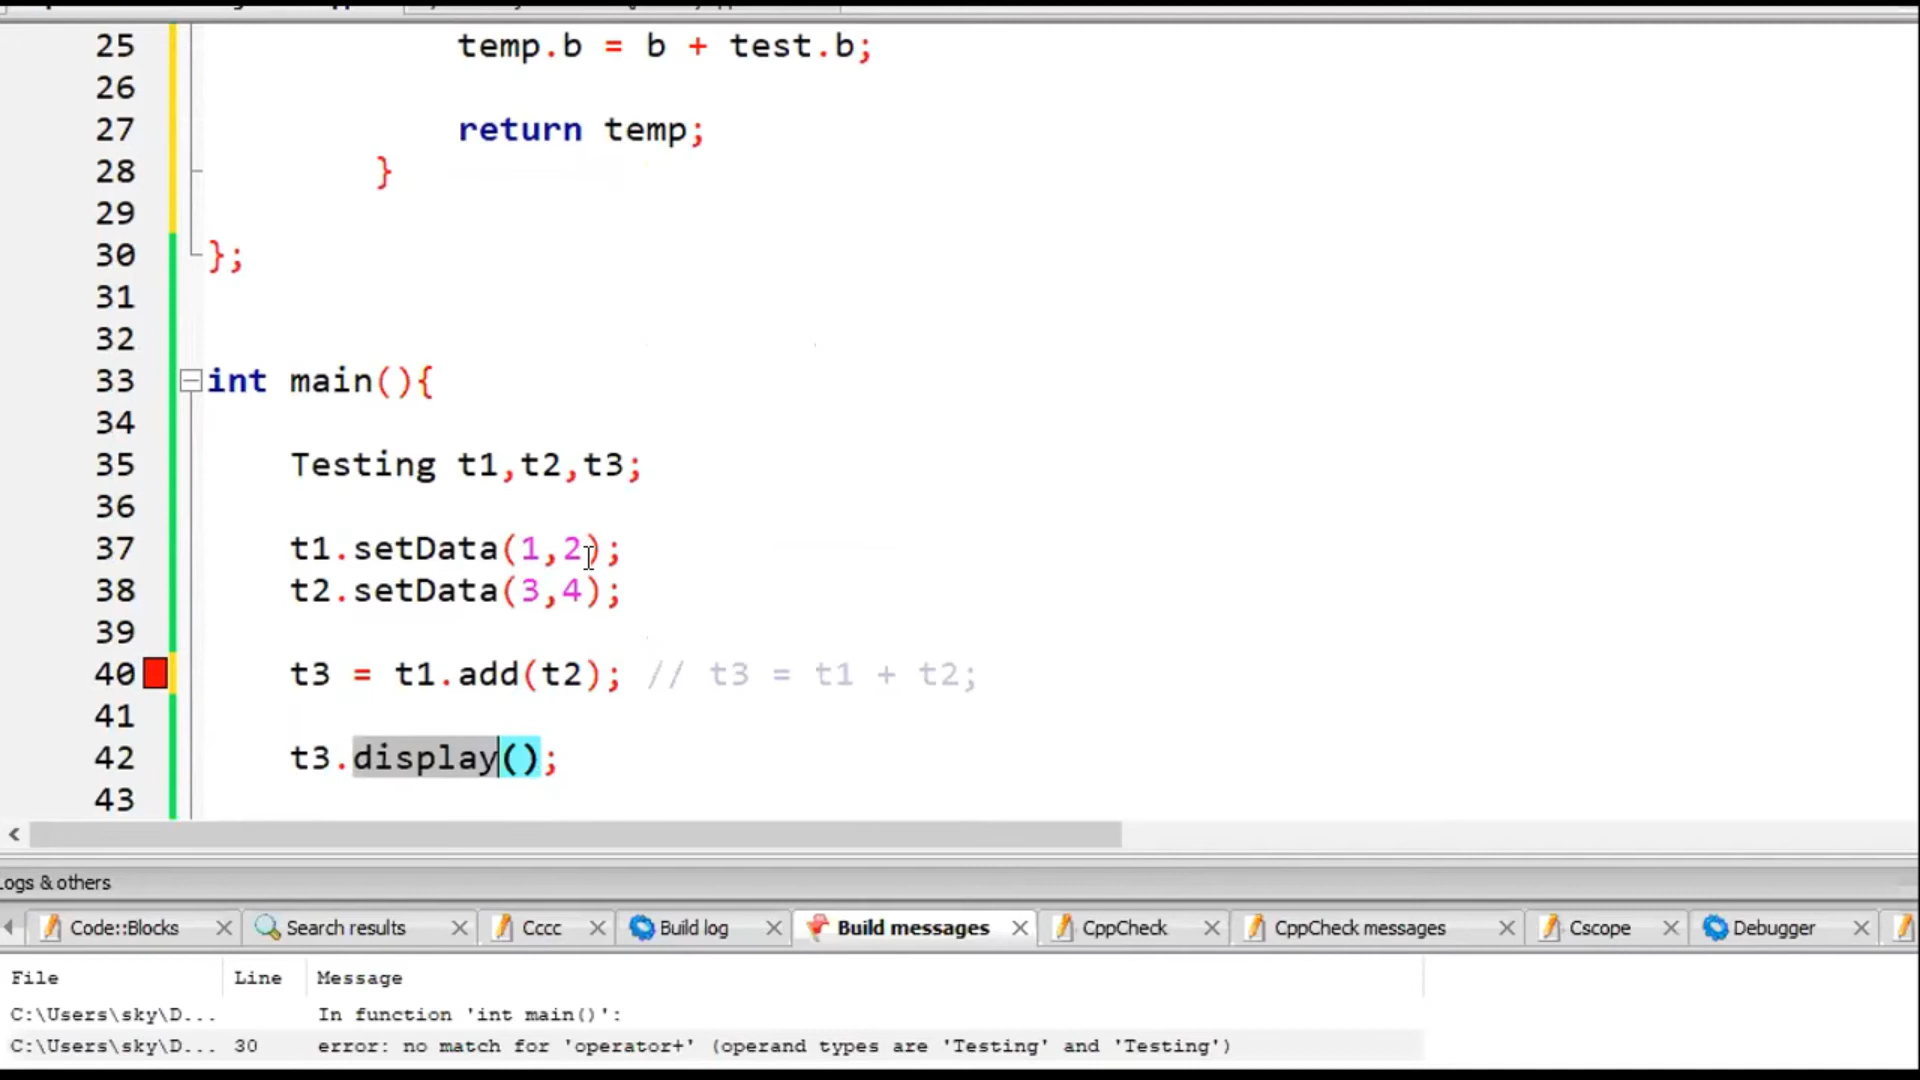 25 temp.b = b + test.b;
26
27 return temp;
28 }
29
30 };
31
32
33 int main(){
34
35 Testing t1,t2,t3;
36
37 t1.setData(1,2);
38 t2.setData(3,4);
39
40 t3 = t1.add(t2); // t3 = t1 + t2;
41
42 t3.display();
43
Logs & others
Code::Blocks Search results Cccc Build log Build messages CppCheck CppCheck messages Cscope Debugger
File Line Message
C:\Users\sky\D... In function 'int main()':
C:\Users\sky\D... 30 error: no match for 'operator+' (operand types are 'Testing' and 'Testing')